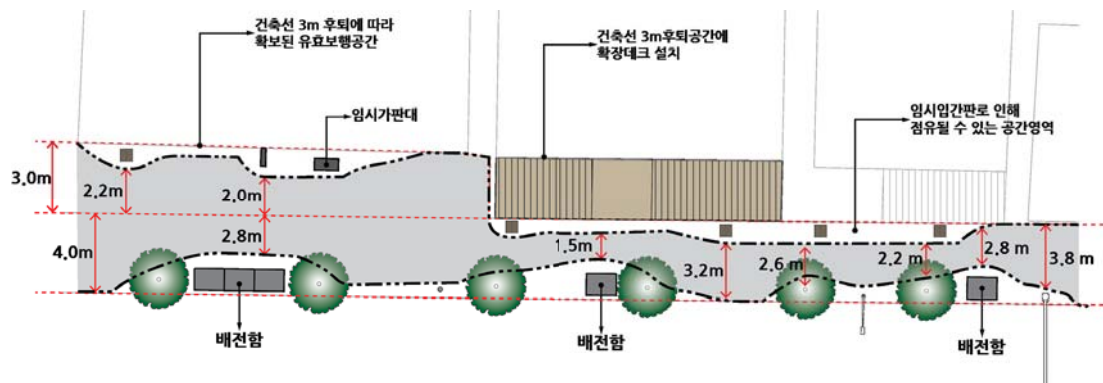 건축선 3m 후퇴에 따라
확보된 유효보행공간
건축선 3m후퇴공간에
확장데크 설치
임시가판대
임시입간판로 인해
점유될 수 있는 공간영역
3.0m
2.2m
2.0m
4.0m
2.8m
1.5m
3.2m
2.6m
2.2m
2.8 m
3.8 m
배전함
배전함
배전함